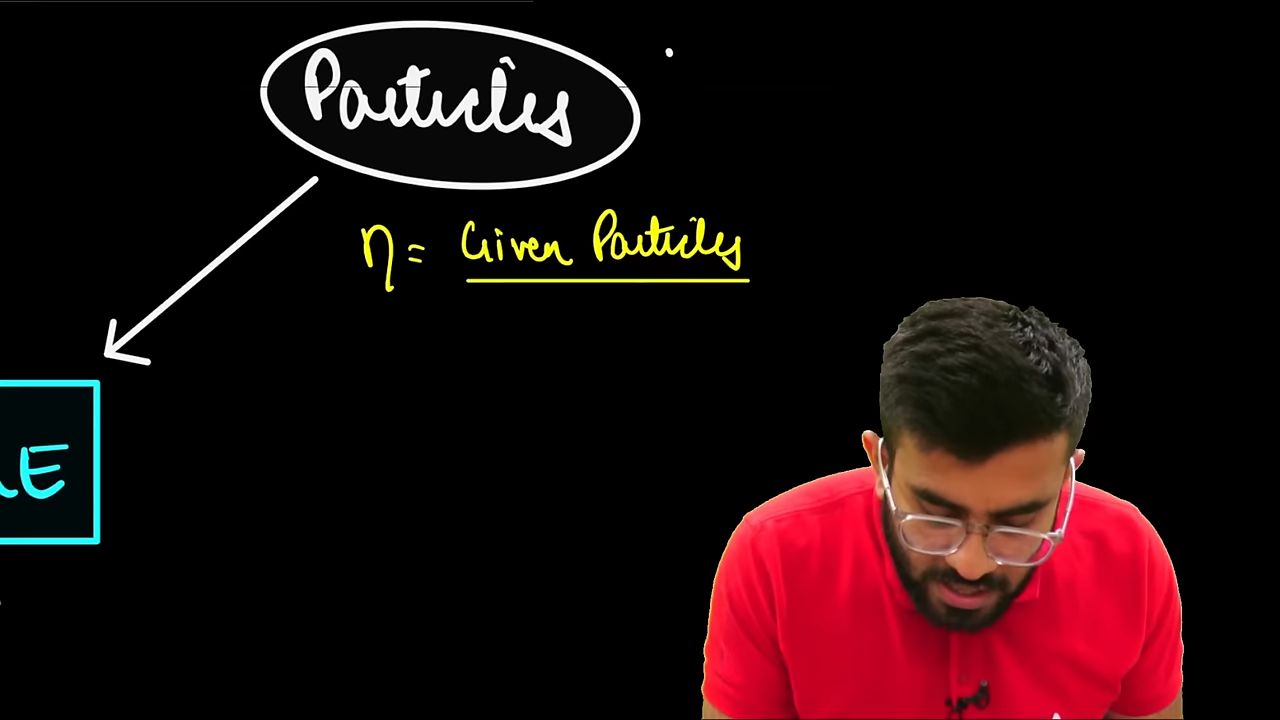 Particles
η = Given Particles
E